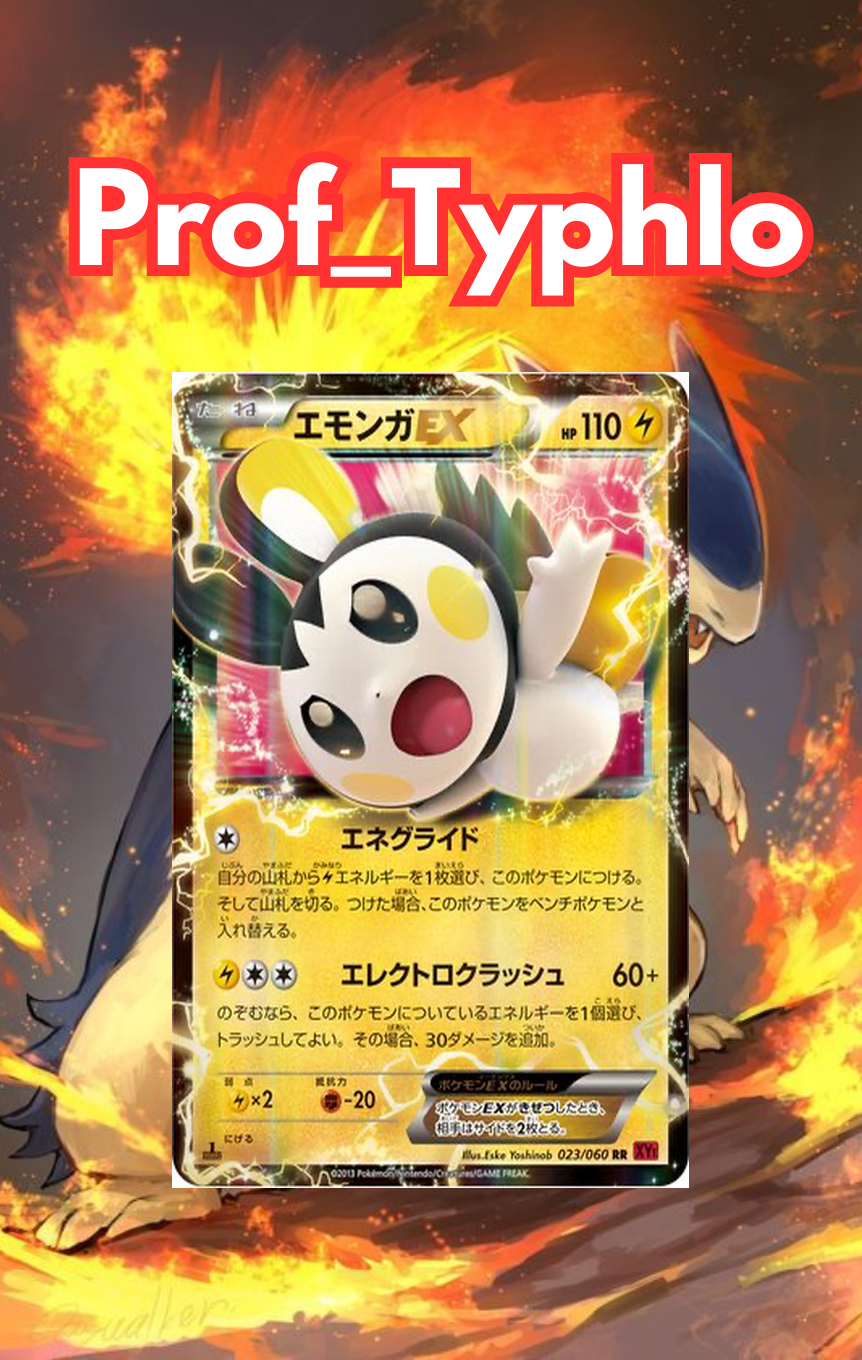 Prof_Typhlo
たね エモンガEX HP110
エネグライド
自分の山札から エネルギーを1枚選び、このポケモンにつける。
そして山札を切る。つけた場合、このポケモンをベンチポケモンと
入れ替える。
エレクトロクラッシュ 60+
のぞむなら、このポケモンについているエネルギーを1個選び、
トラッシュしてよい。その場合、30ダメージを追加。
弱点 抵抗力 ポケモンEXのルール
×2 -20
ポケモンEXがきぜつしたとき、
相手はサイドを2枚とる。
にげる
Illus.Eske Yoshinob 023/060 RR XY
©2013 Pokémon/Nintendo/Creatures/GAME FREAK.